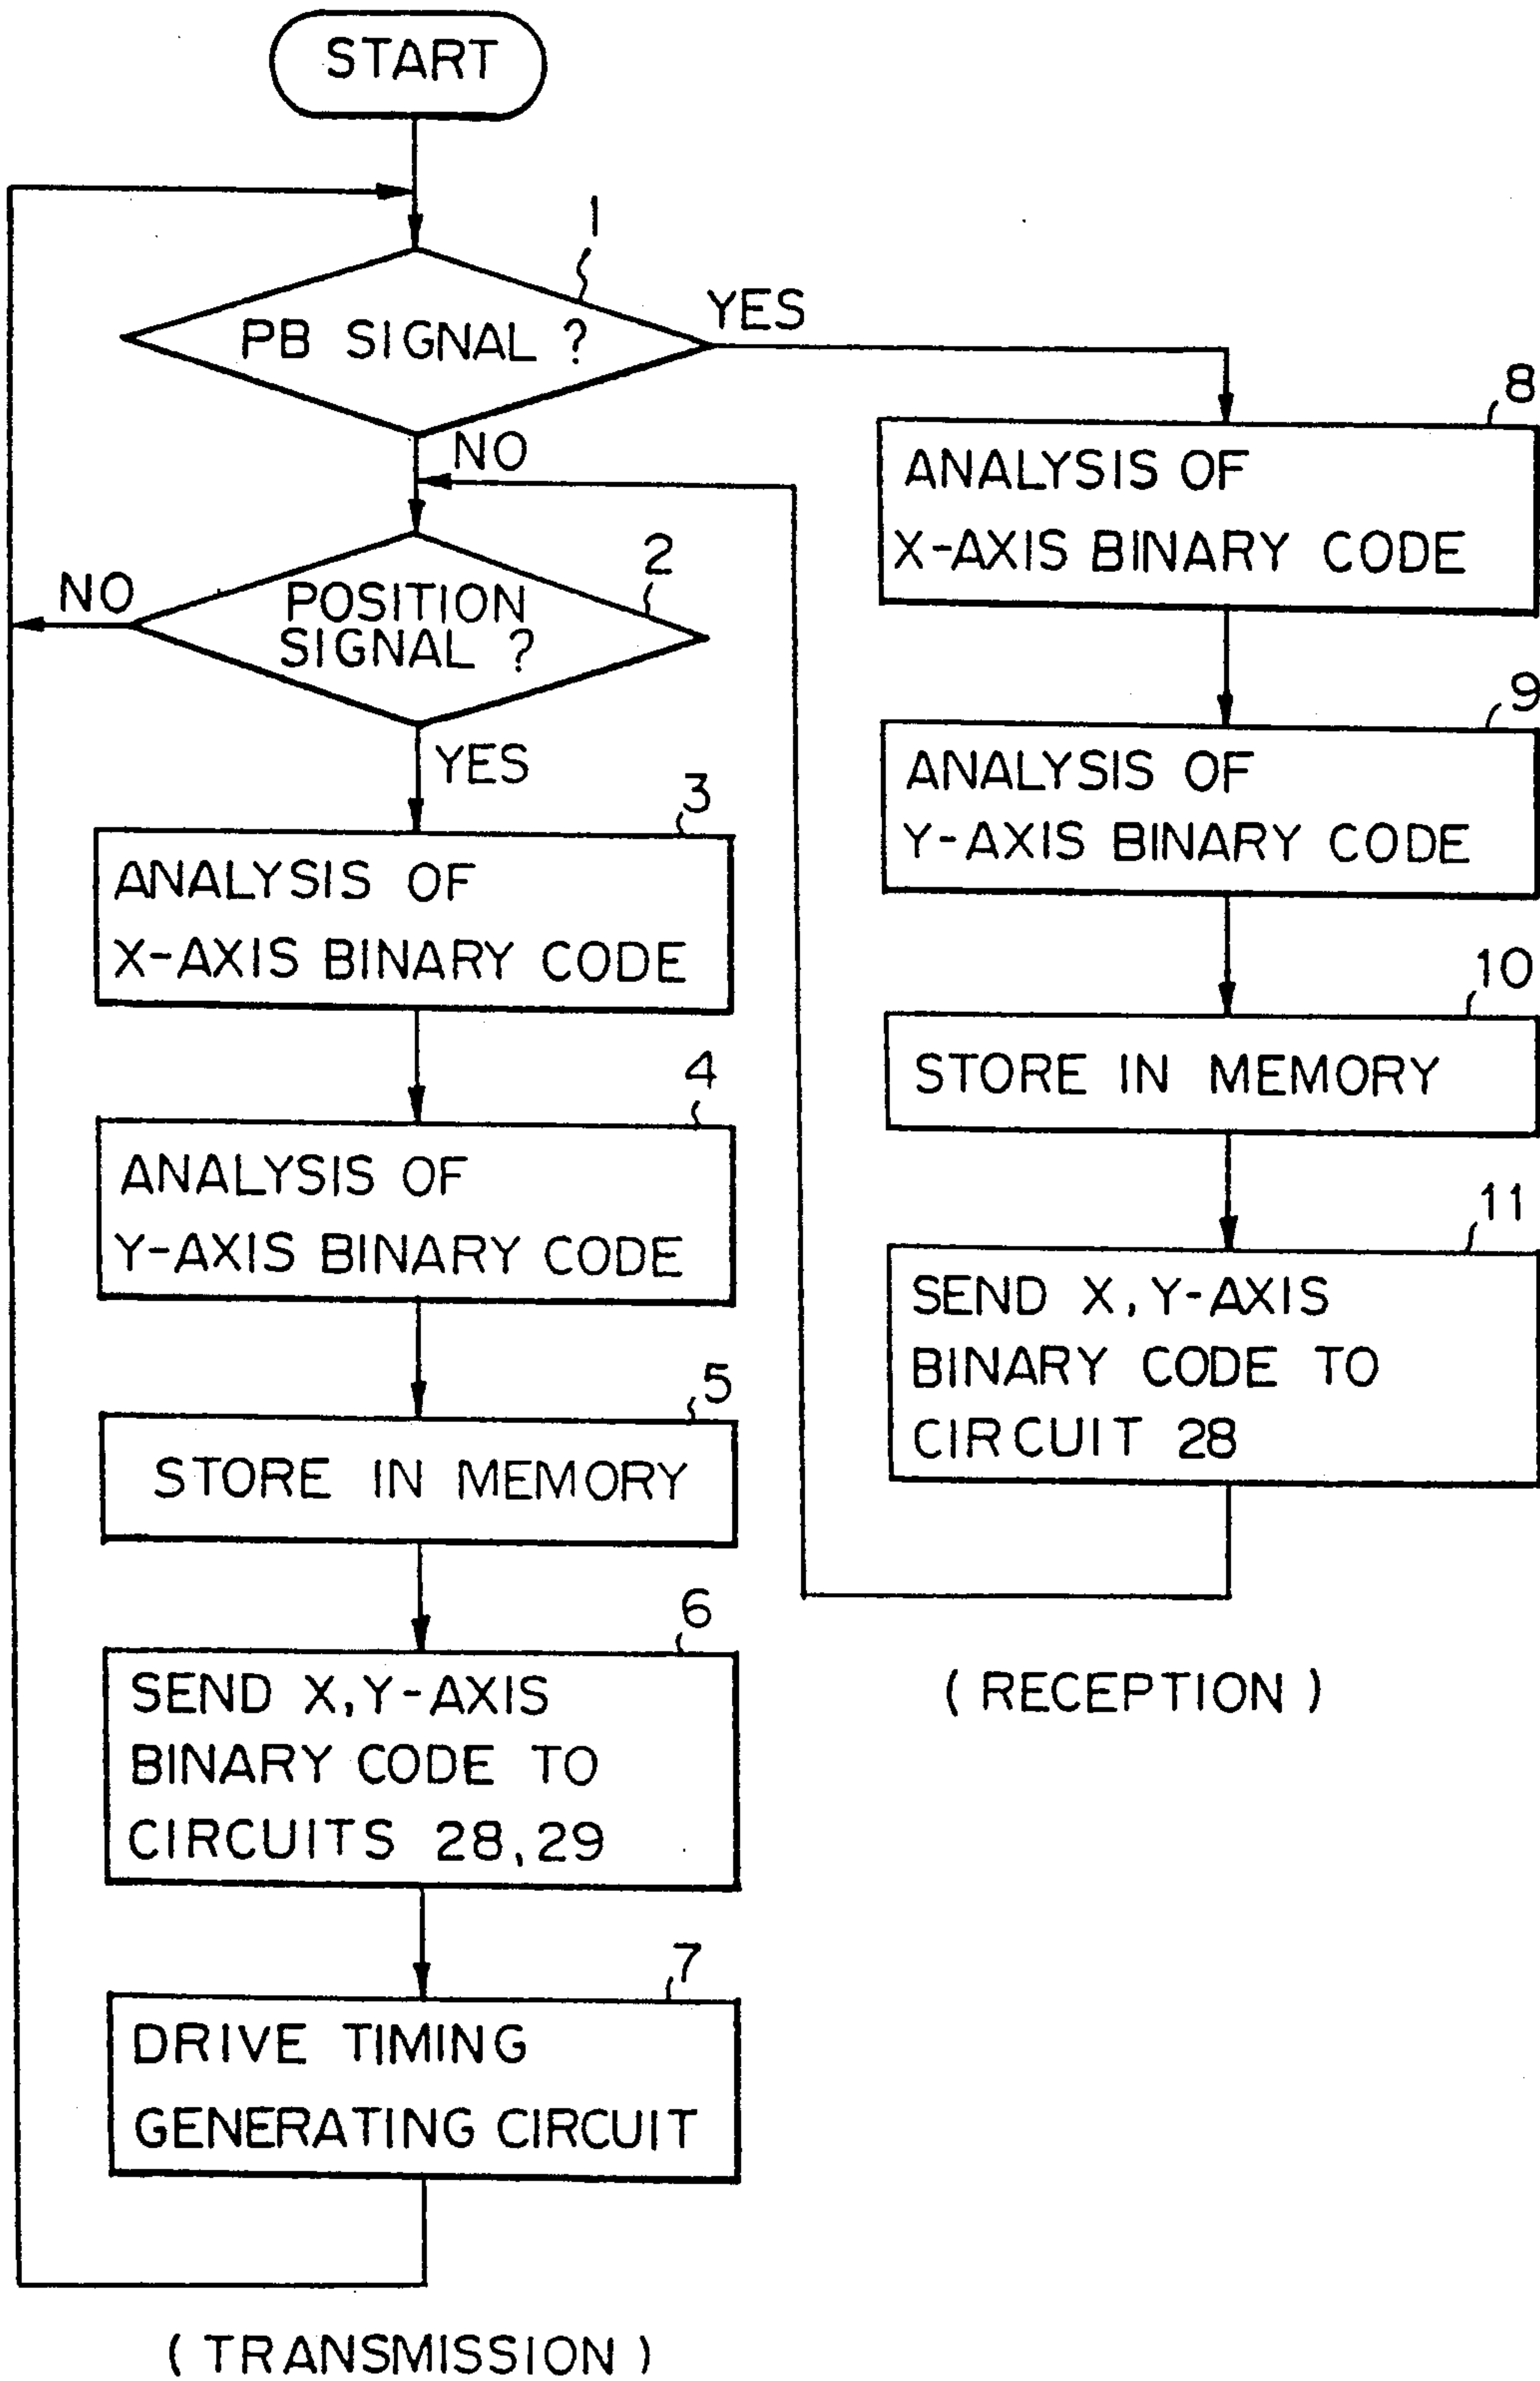 START
1
PB SIGNAL ?
YES
NO
2
POSITION
SIGNAL ?
NO
YES
3
ANALYSIS OF
X-AXIS BINARY CODE
4
ANALYSIS OF
Y-AXIS BINARY CODE
5
STORE IN MEMORY
6
SEND X,Y-AXIS
BINARY CODE TO
CIRCUITS 28,29
7
DRIVE TIMING
GENERATING CIRCUIT
( TRANSMISSION )
8
ANALYSIS OF
X-AXIS BINARY CODE
9
ANALYSIS OF
Y-AXIS BINARY CODE
10
STORE IN MEMORY
11
SEND X,Y-AXIS
BINARY CODE TO
CIRCUIT 28
( RECEPTION )